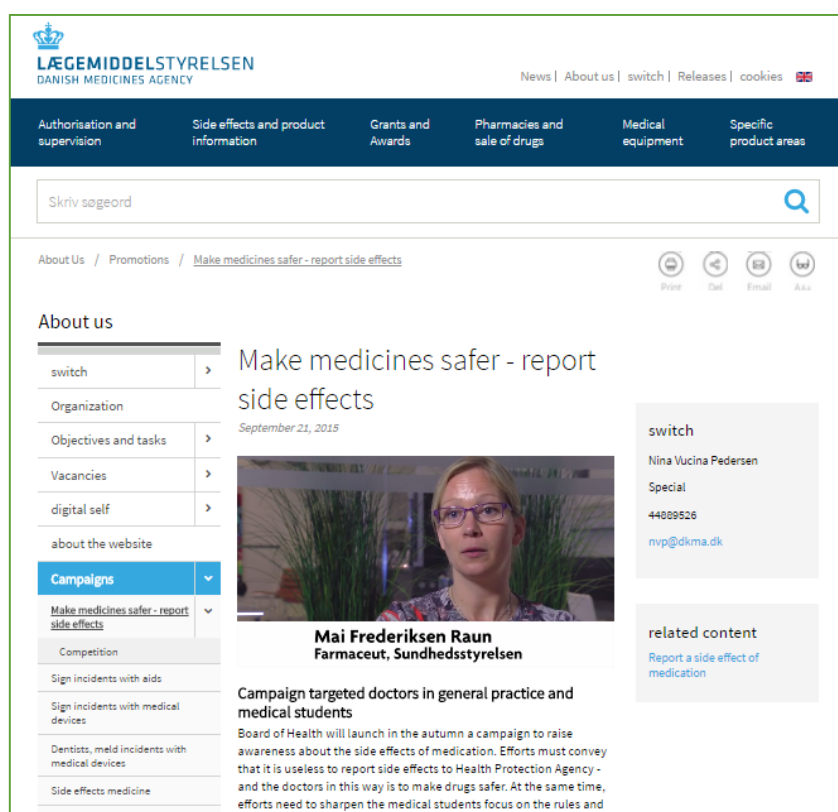 LÆGEMIDDELSTYRELSEN
DANISH MEDICINES AGENCY
News | About us | switch | Releases | cookies
Authorisation and
supervision
Side effects and product
information
Grants and
Awards
Pharmacies and
sale of drugs
Medical
equipment
Specific
product areas
Skriv søgeord
About Us / Promotions / Make medicines safer - report side effects
Print Del Email AAA
About us
switch
Organization
Objectives and tasks
Vacancies
digital self
about the website
Campaigns
Make medicines safer - report
side effects
Competition
Sign incidents with aids
Sign incidents with medical
devices
Dentists, meld incidents with
medical devices
Side effects medicine
Make medicines safer - report
side effects
September 21, 2015
Mai Frederiksen Raun
Farmaceut, Sundhedsstyrelsen
Campaign targeted doctors in general practice and
medical students
Board of Health will launch in the autumn a campaign to raise
awareness about the side effects of medication. Efforts must convey
that it is useless to report side effects to Health Protection Agency -
and the doctors in this way is to make drugs safer. At the same time,
efforts need to sharpen the medical students focus on the rules and
switch
Nina Vucina Pedersen
Special
44889526
nvp@dkma.dk
related content
Report a side effect of
medication